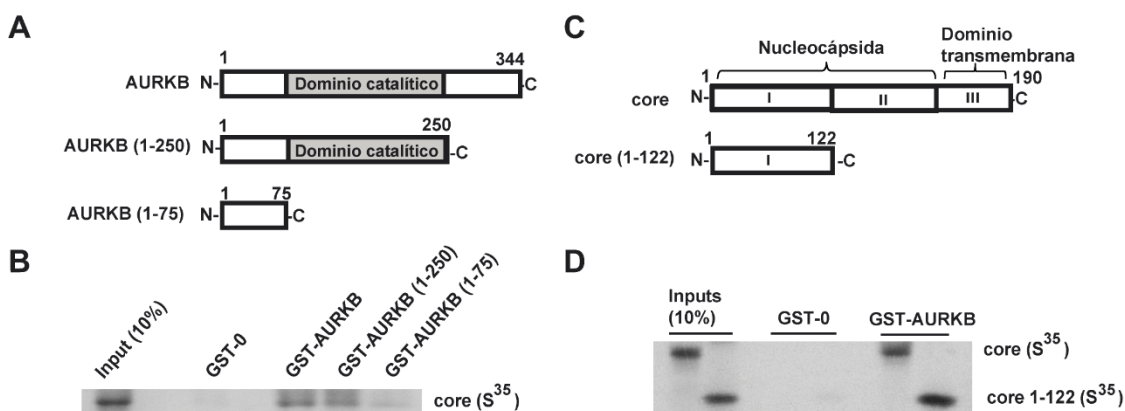 A
1
344
AURKB
N-
Dominio catalítico
-C
1
250
AURKB (1-250)
N-
Dominio catalítico
-C
1 75
AURKB (1-75)
N-
-C
B
Input (10%)
GST-0
GST-AURKB
GST-AURKB (1-250)
GST-AURKB (1-75)
core (S35)
C
Nucleocápsida
Dominio
transmembrana
1
190
core
N-
I
II
III
-C
1
122
core (1-122)
N-
I
-C
D
Inputs
(10%)
GST-0
GST-AURKB
core (S35)
core 1-122 (S35)